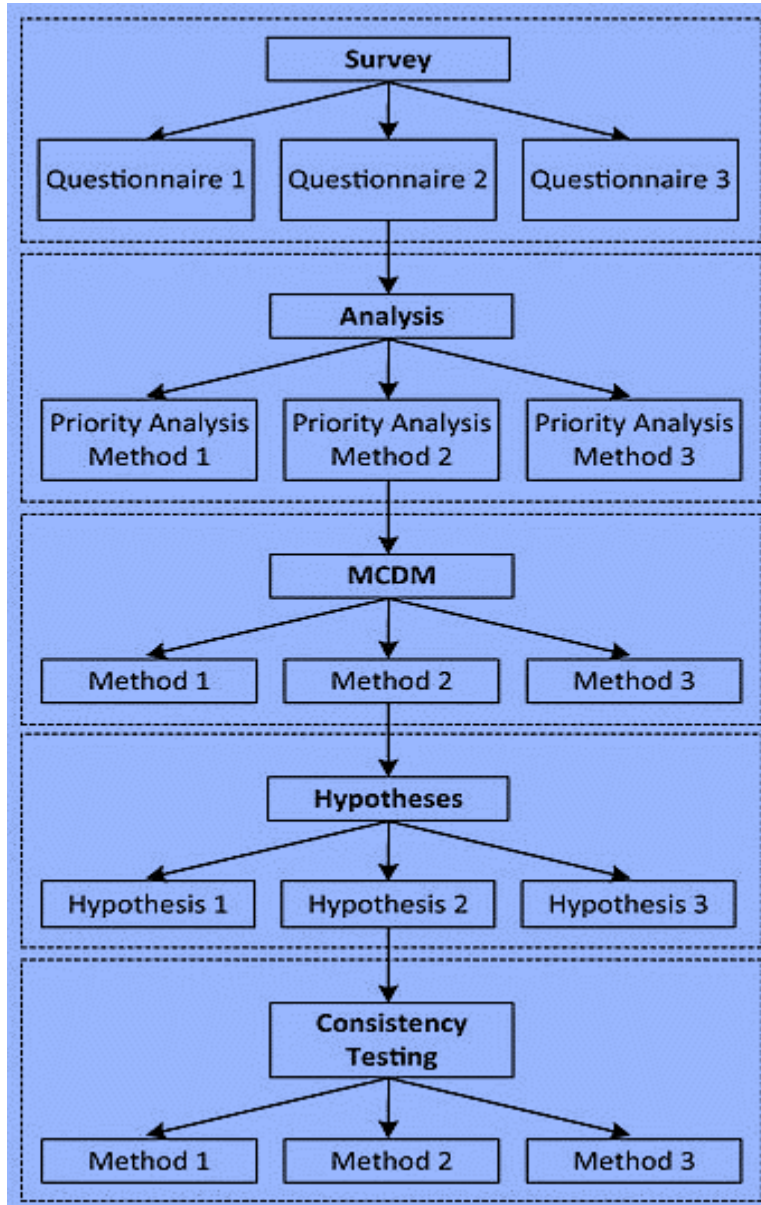 Survey
Questionnaire 1
Questionnaire 2
Questionnaire 3
Analysis
Priority Analysis
Method 1
Priority Analysis
Method 2
Priority Analysis
Method 3
MCDM
Method 1
Method 2
Method 3
Hypotheses
Hypothesis 1
Hypothesis 2
Hypothesis 3
Consistency
Testing
Method 1
Method 2
Method 3